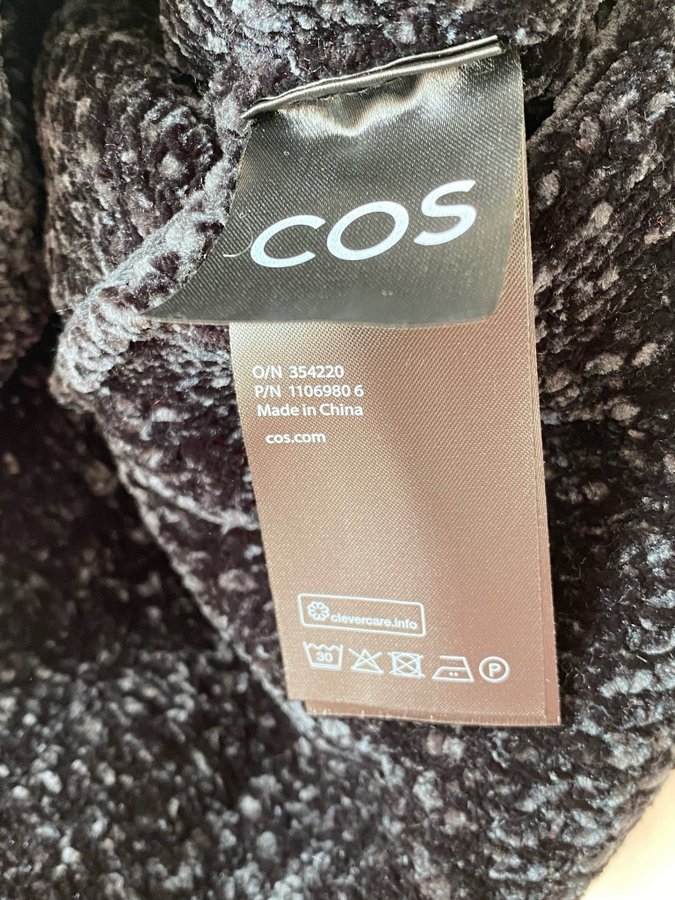 COS
O/N 354220
P/N 1106980 6
Made in China
cos.com
clevercare.info
30
P